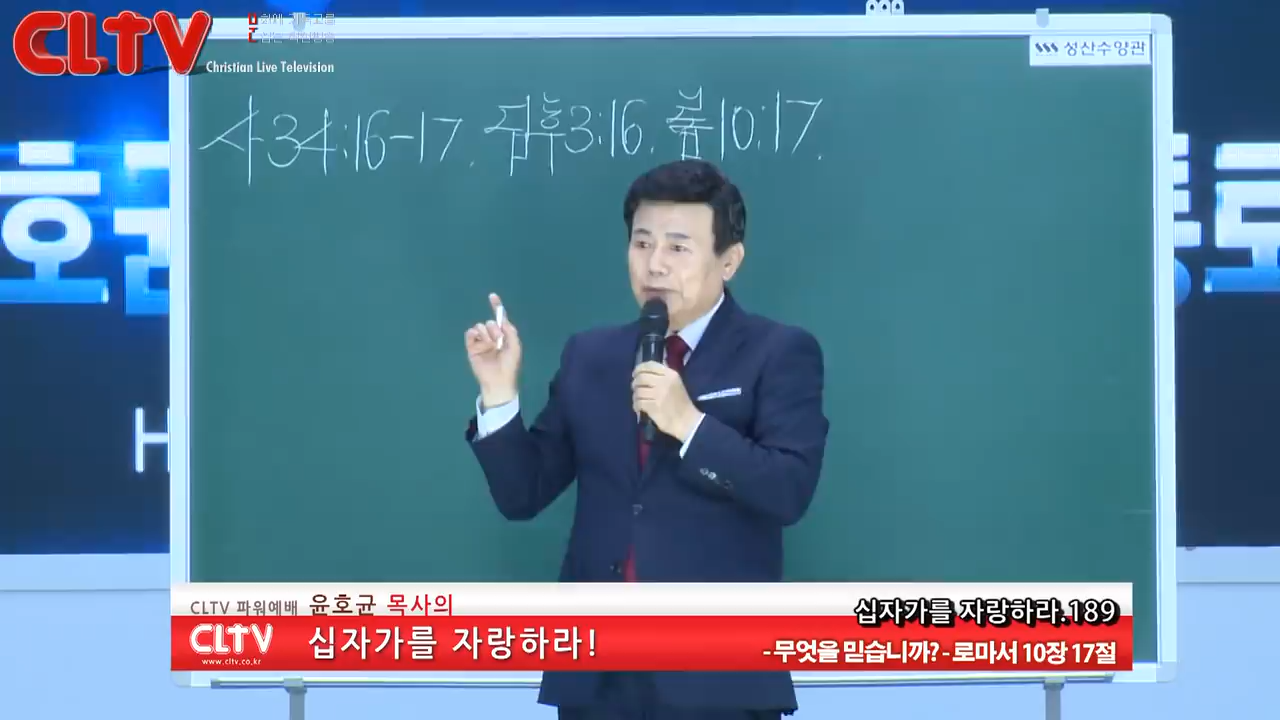 CLTV
Christian Live Television
성산수양관
사34:16-17. 딤후3:16. 롬10:17.
호
H
CLTV 파워예배 윤호균 목사의
십자가를 자랑하라.189
CLTV
www.cltv.co.kr
십자가를 자랑하라!
- 무엇을 믿습니까? - 로마서 10장 17절